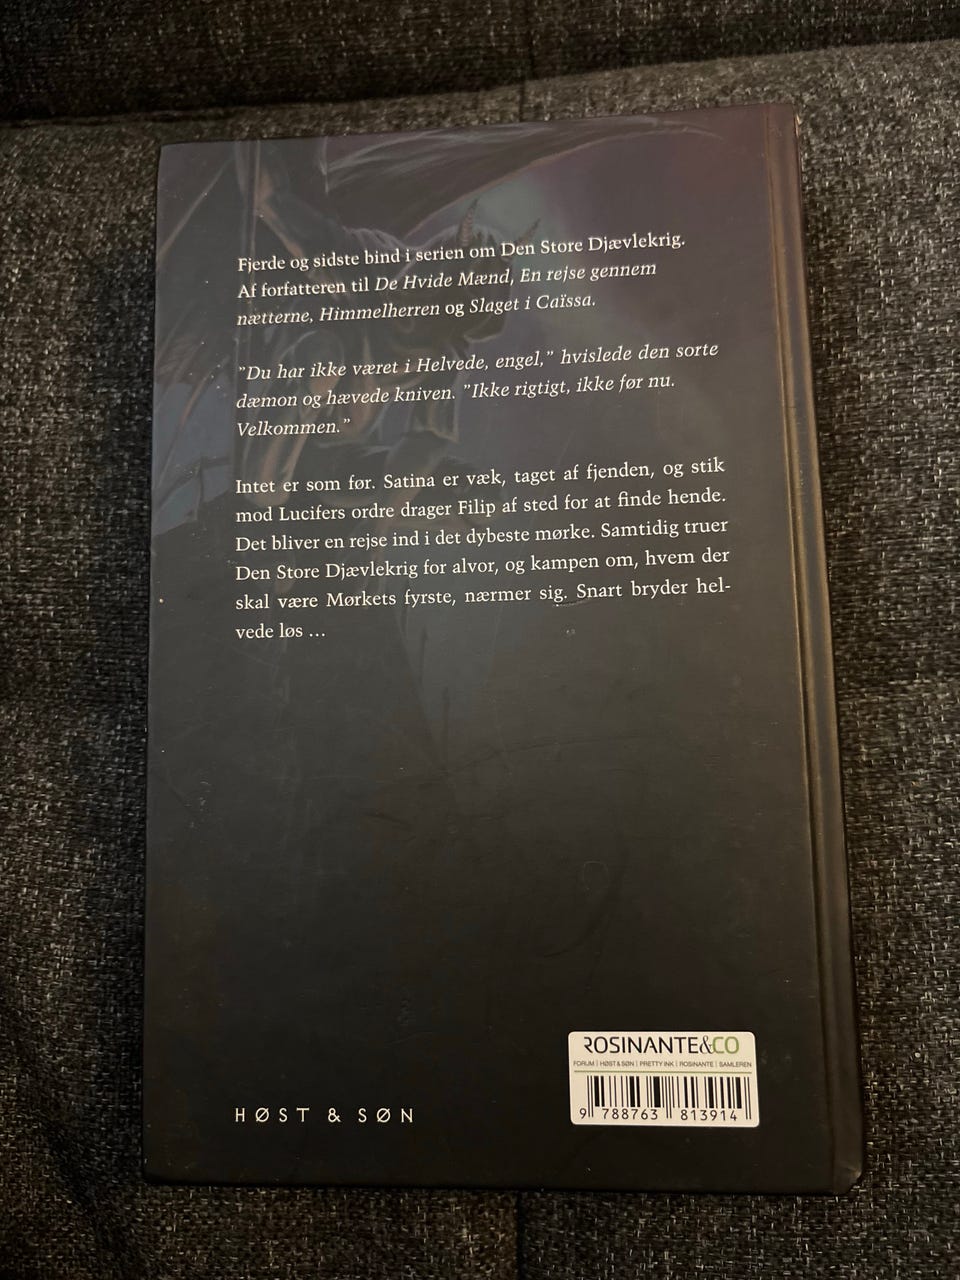 Fjerde og sidste bind i serien om Den Store Djævlekrig.
Af forfatteren til De Hvide Mænd, En rejse gennem
nætterne, Himmelherren og Slaget i Caïssa.
”Du har ikke været i Helvede, engel,” hvislede den sorte
dæmon og hævede kniven. ”Ikke rigtigt, ikke før nu.
Velkommen.”
Intet er som før. Satina er væk, taget af fjenden, og stik
mod Lucifers ordre drager Filip af sted for at finde hende.
Det bliver en rejse ind i det dybeste mørke. Samtidig truer
Den Store Djævlekrig for alvor, og kampen om, hvem der
skal være Mørkets fyrste, nærmer sig. Snart bryder hel-
vede løs ...
HØST & SØN
ROSINANTE&CO
FORUM | HØST & SØN | PRETTY INK | ROSINANTE | SAMLEREN
9 788763 813914